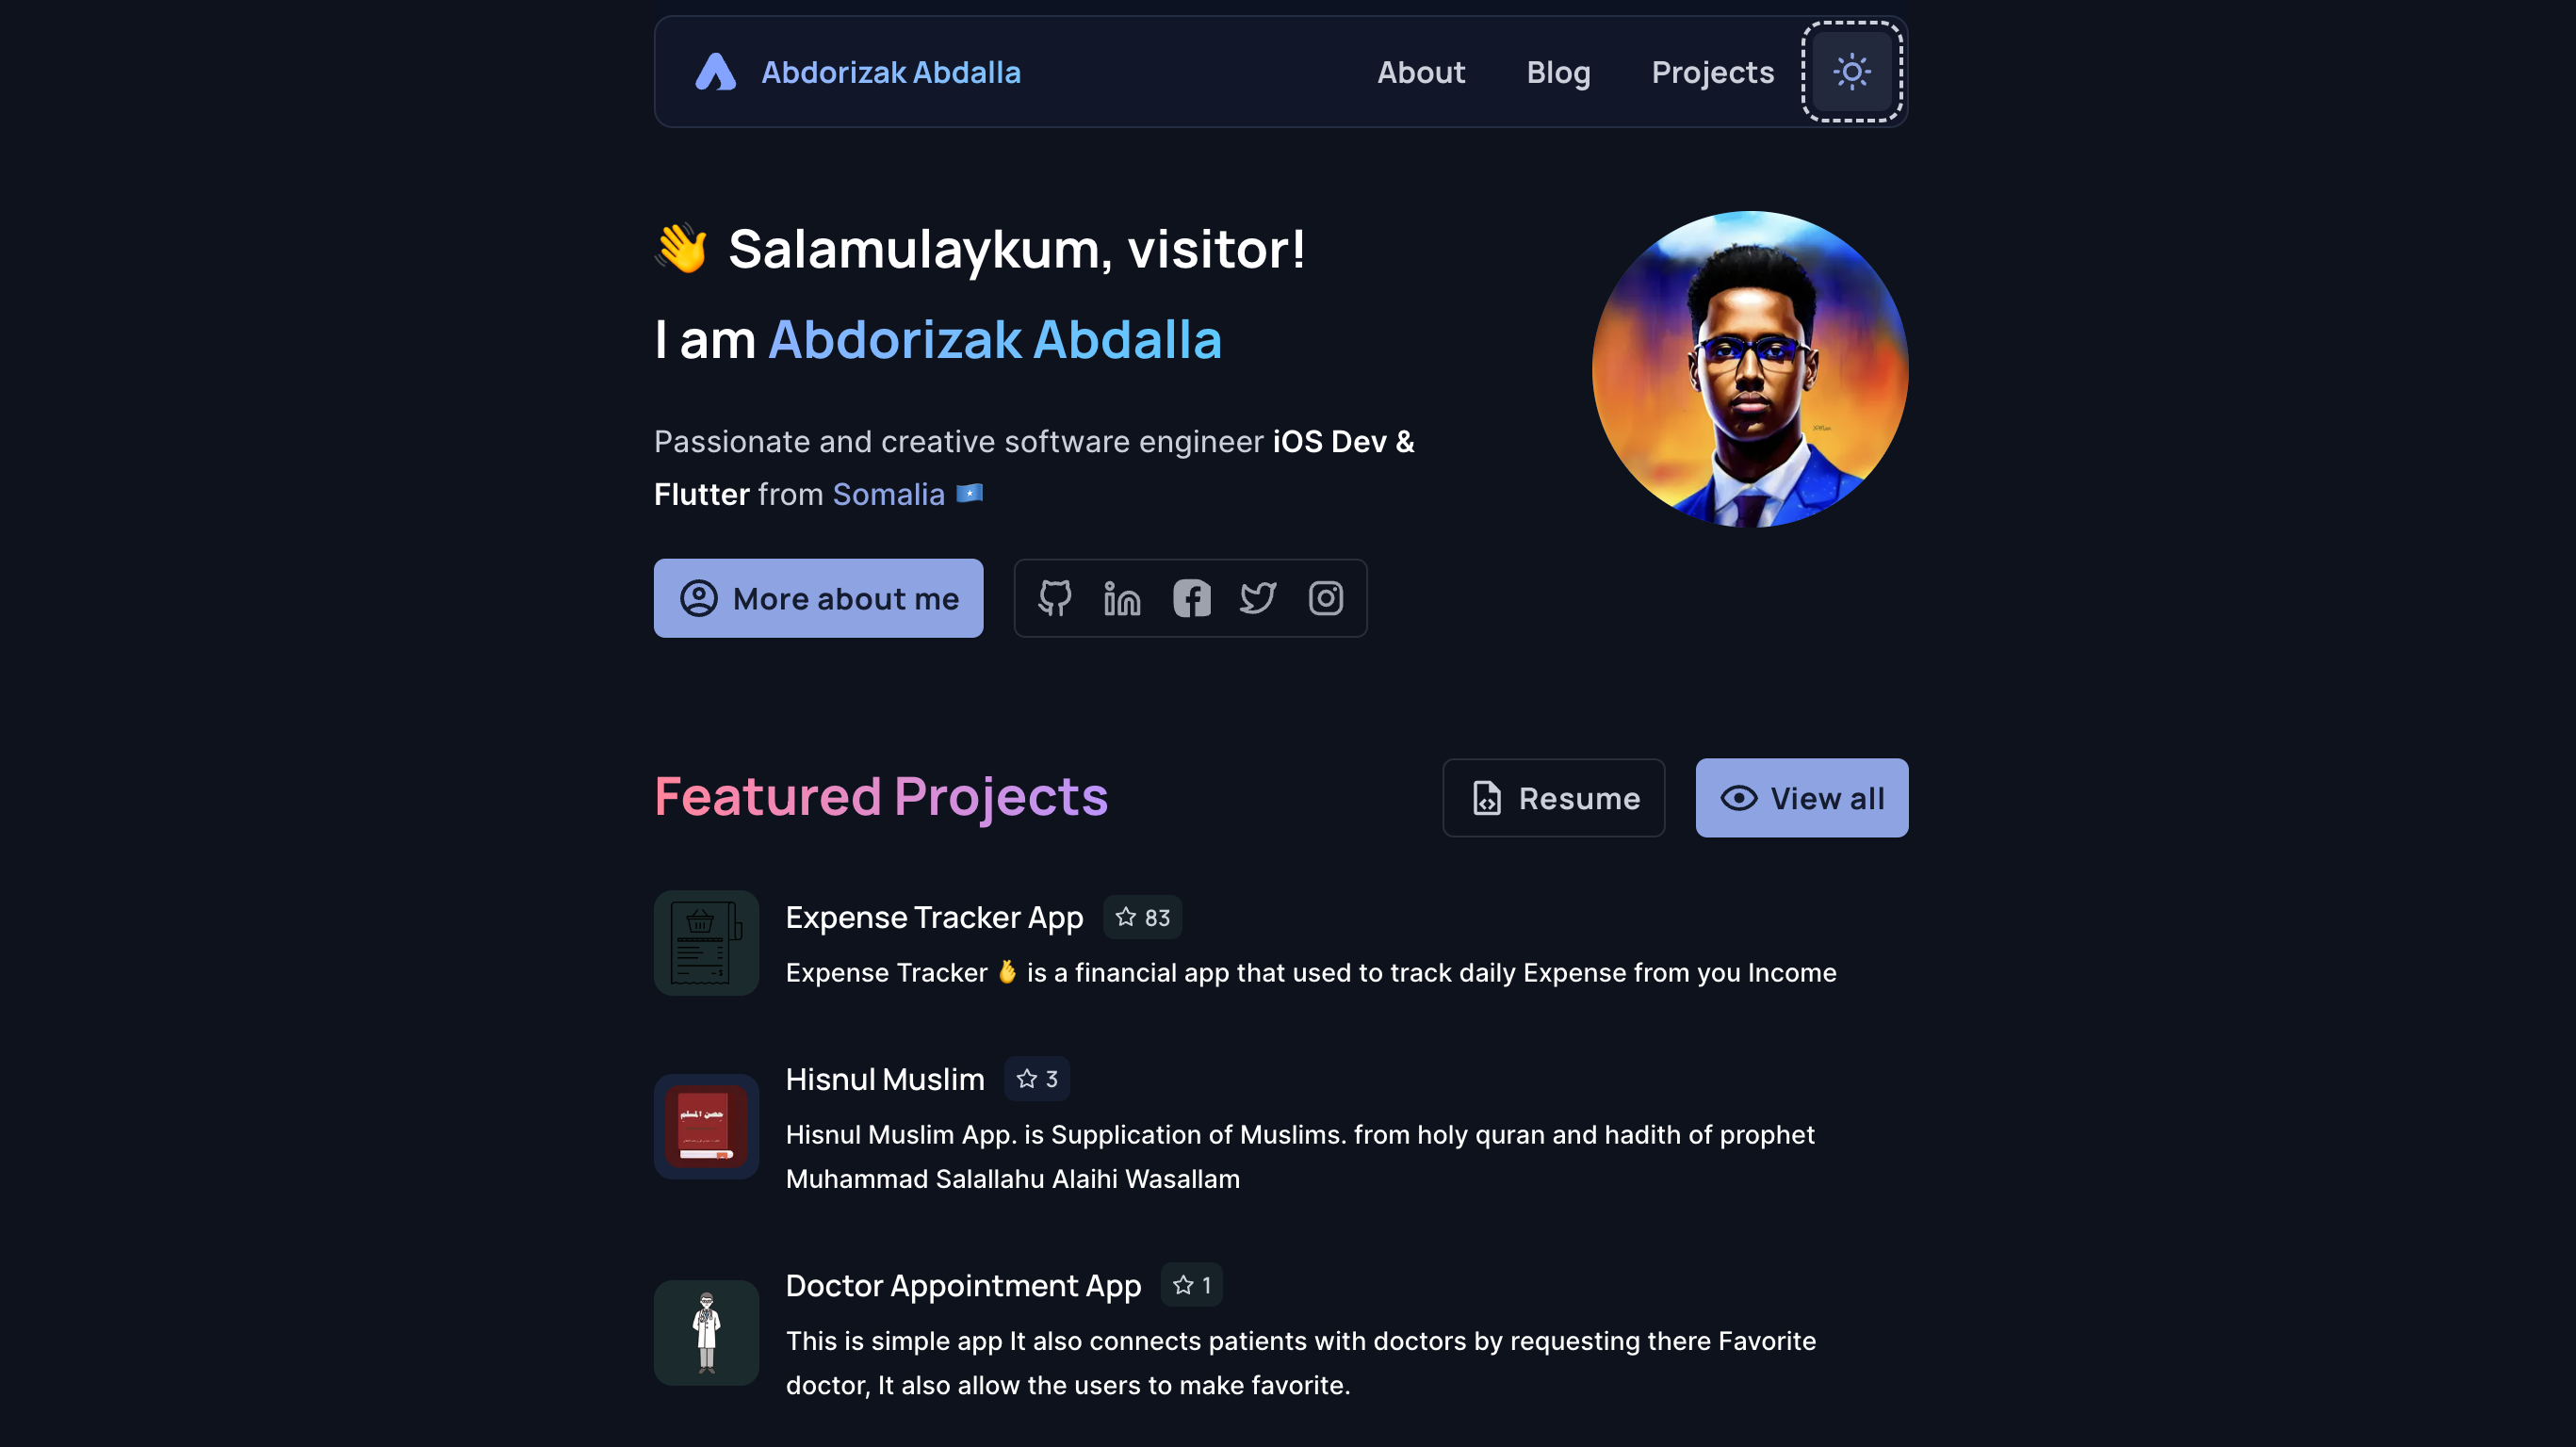 Abdorizak Abdalla
About
Blog
Projects
👋 Salamulaykum, visitor!
I am Abdorizak Abdalla
Passionate and creative software engineer iOS Dev &
Flutter from Somalia 🇸🇴
More about me
Featured Projects
Resume
View all
Expense Tracker App
83
Expense Tracker 🫰 is a financial app that used to track daily Expense from you Income
Hisnul Muslim
3
حصن المسلم
Hisnul Muslim App. is Supplication of Muslims. from holy quran and hadith of prophet
Muhammad Salallahu Alaihi Wasallam
Doctor Appointment App
1
This is simple app It also connects patients with doctors by requesting there Favorite
doctor, It also allow the users to make favorite.